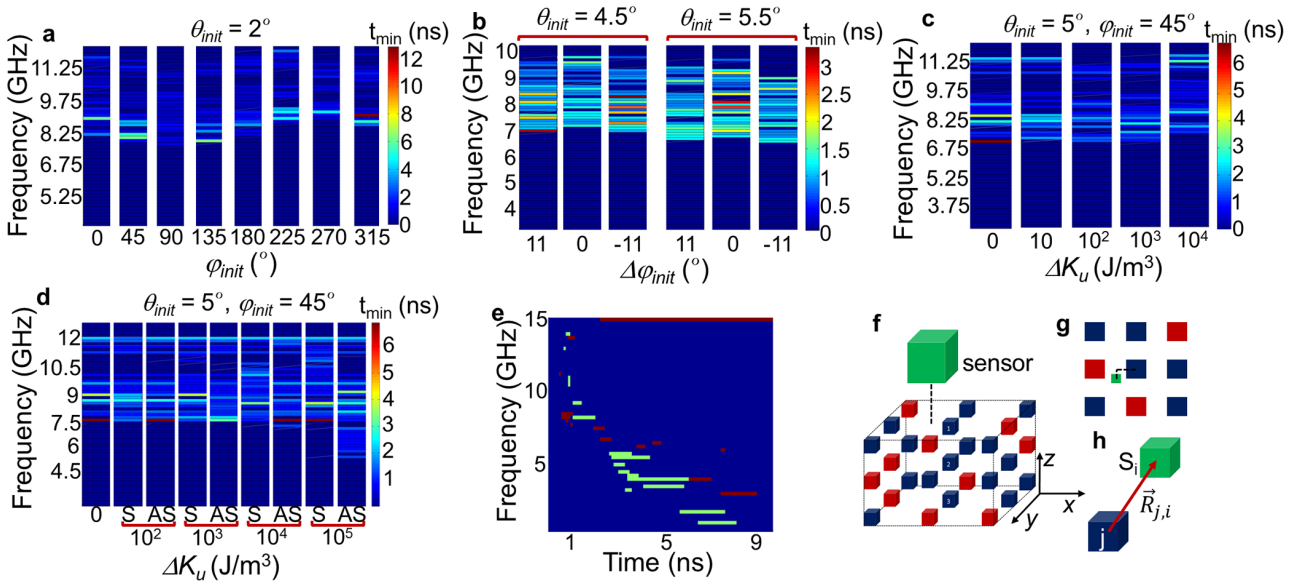 a
θinit = 2°
tmin (ns)
Frequency (GHz)
11.25
9.75
8.25
6.75
5.25
0 45 90 135 180 225 270 315
φinit (°)
12
10
8
6
4
2
0
b
θinit = 4.5°
θinit = 5.5°
tmin (ns)
Frequency (GHz)
10
9
8
7
6
5
4
11 0 -11 11 0 -11
Δφinit (°)
3
2.5
2
1.5
1
0.5
0
c
θinit = 5°, φinit = 45°
tmin (ns)
Frequency (GHz)
11.25
9.75
8.25
6.75
5.25
3.75
0 10 10² 10³ 10⁴
ΔKu (J/m³)
6
5
4
3
2
1
0
d
θinit = 5°, φinit = 45°
tmin (ns)
Frequency (GHz)
12
10.5
9
7.5
6
4.5
0 S AS S AS S AS S AS
10² 10³ 10⁴ 10⁵
ΔKu (J/m³)
6
5
4
3
2
1
0
e
Frequency (GHz)
15
10
5
1 5 9
Time (ns)
f
sensor
1
2
3
z
x
y
g
h
Si
R⃗j,i
j